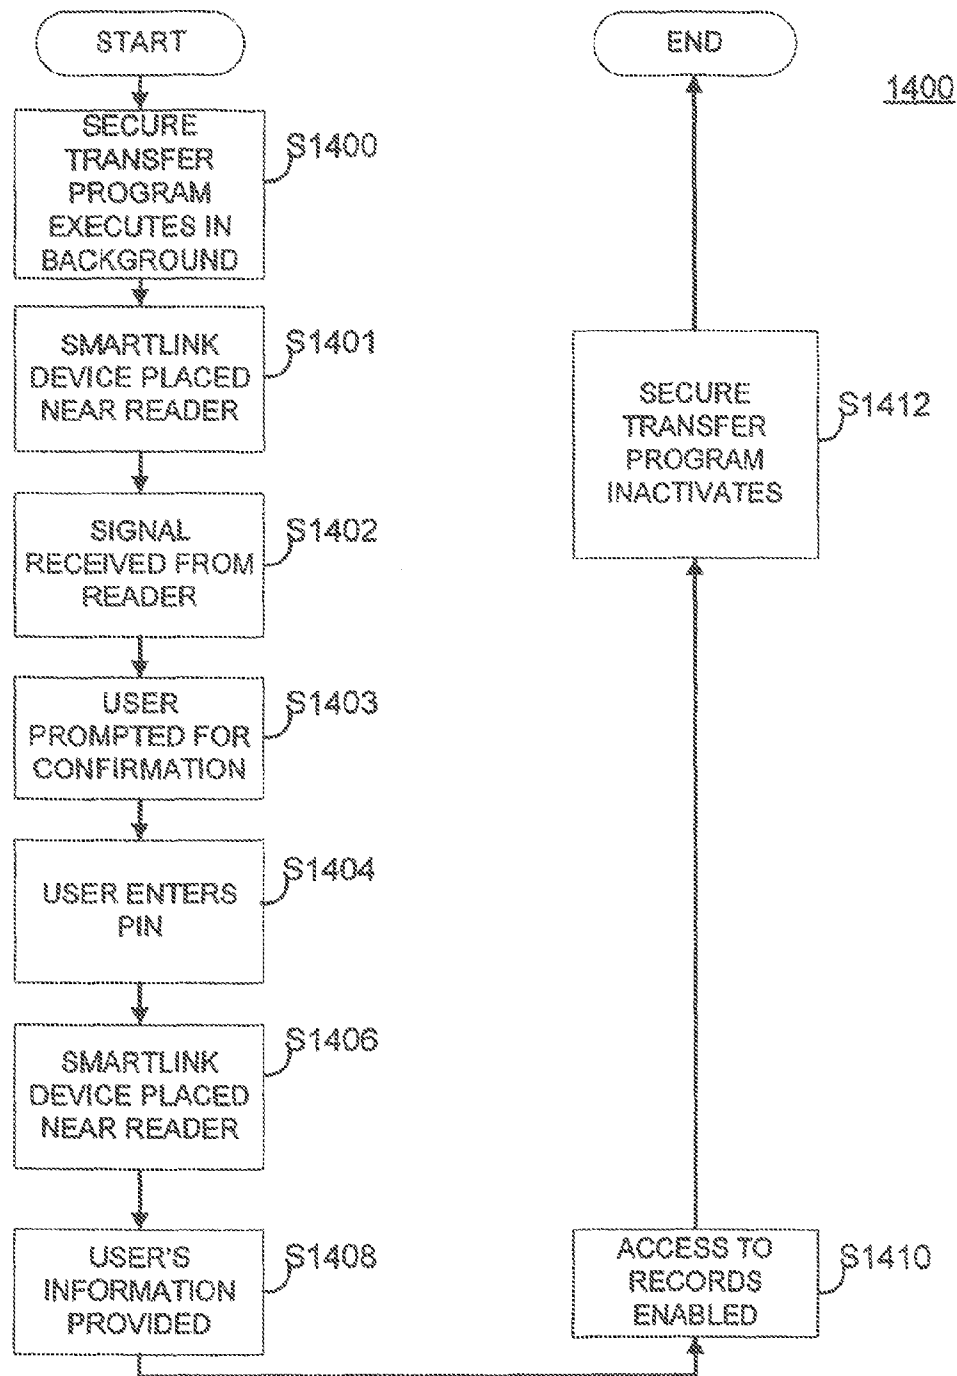 START
SECURE
TRANSFER
PROGRAM
EXECUTES IN
BACKGROUND
S1400
SMARTLINK
DEVICE PLACED
NEAR READER
S1401
SIGNAL
RECEIVED FROM
READER
S1402
USER
PROMPTED FOR
CONFIRMATION
S1403
USER ENTERS
PIN
S1404
SMARTLINK
DEVICE PLACED
NEAR READER
S1406
USER'S
INFORMATION
PROVIDED
S1408
ACCESS TO
RECORDS
ENABLED
S1410
SECURE
TRANSFER
PROGRAM
INACTIVATES
S1412
END
1400